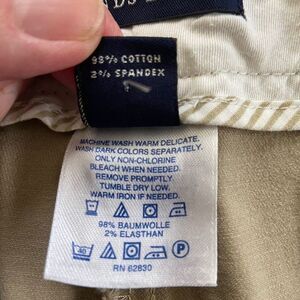 98% COTTON
2% SPANDEX
MACHINE WASH WARM DELICATE.
WASH DARK COLORS SEPARATELY.
ONLY NON-CHLORINE
BLEACH WHEN NEEDED.
REMOVE PROMPTLY.
TUMBLE DRY LOW.
WARM IRON IF NEEDED.
98% BAUMWOLLE
2% ELASTHAN
40 P
RN 62830